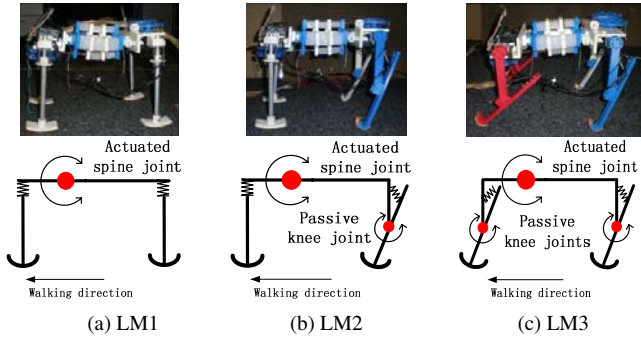 Actuated
spine joint
Walking direction
(a) LM1
Actuated
spine joint
Passive
knee joint
Walking direction
(b) LM2
Actuated
spine joint
Passive
knee joints
Walking direction
(c) LM3